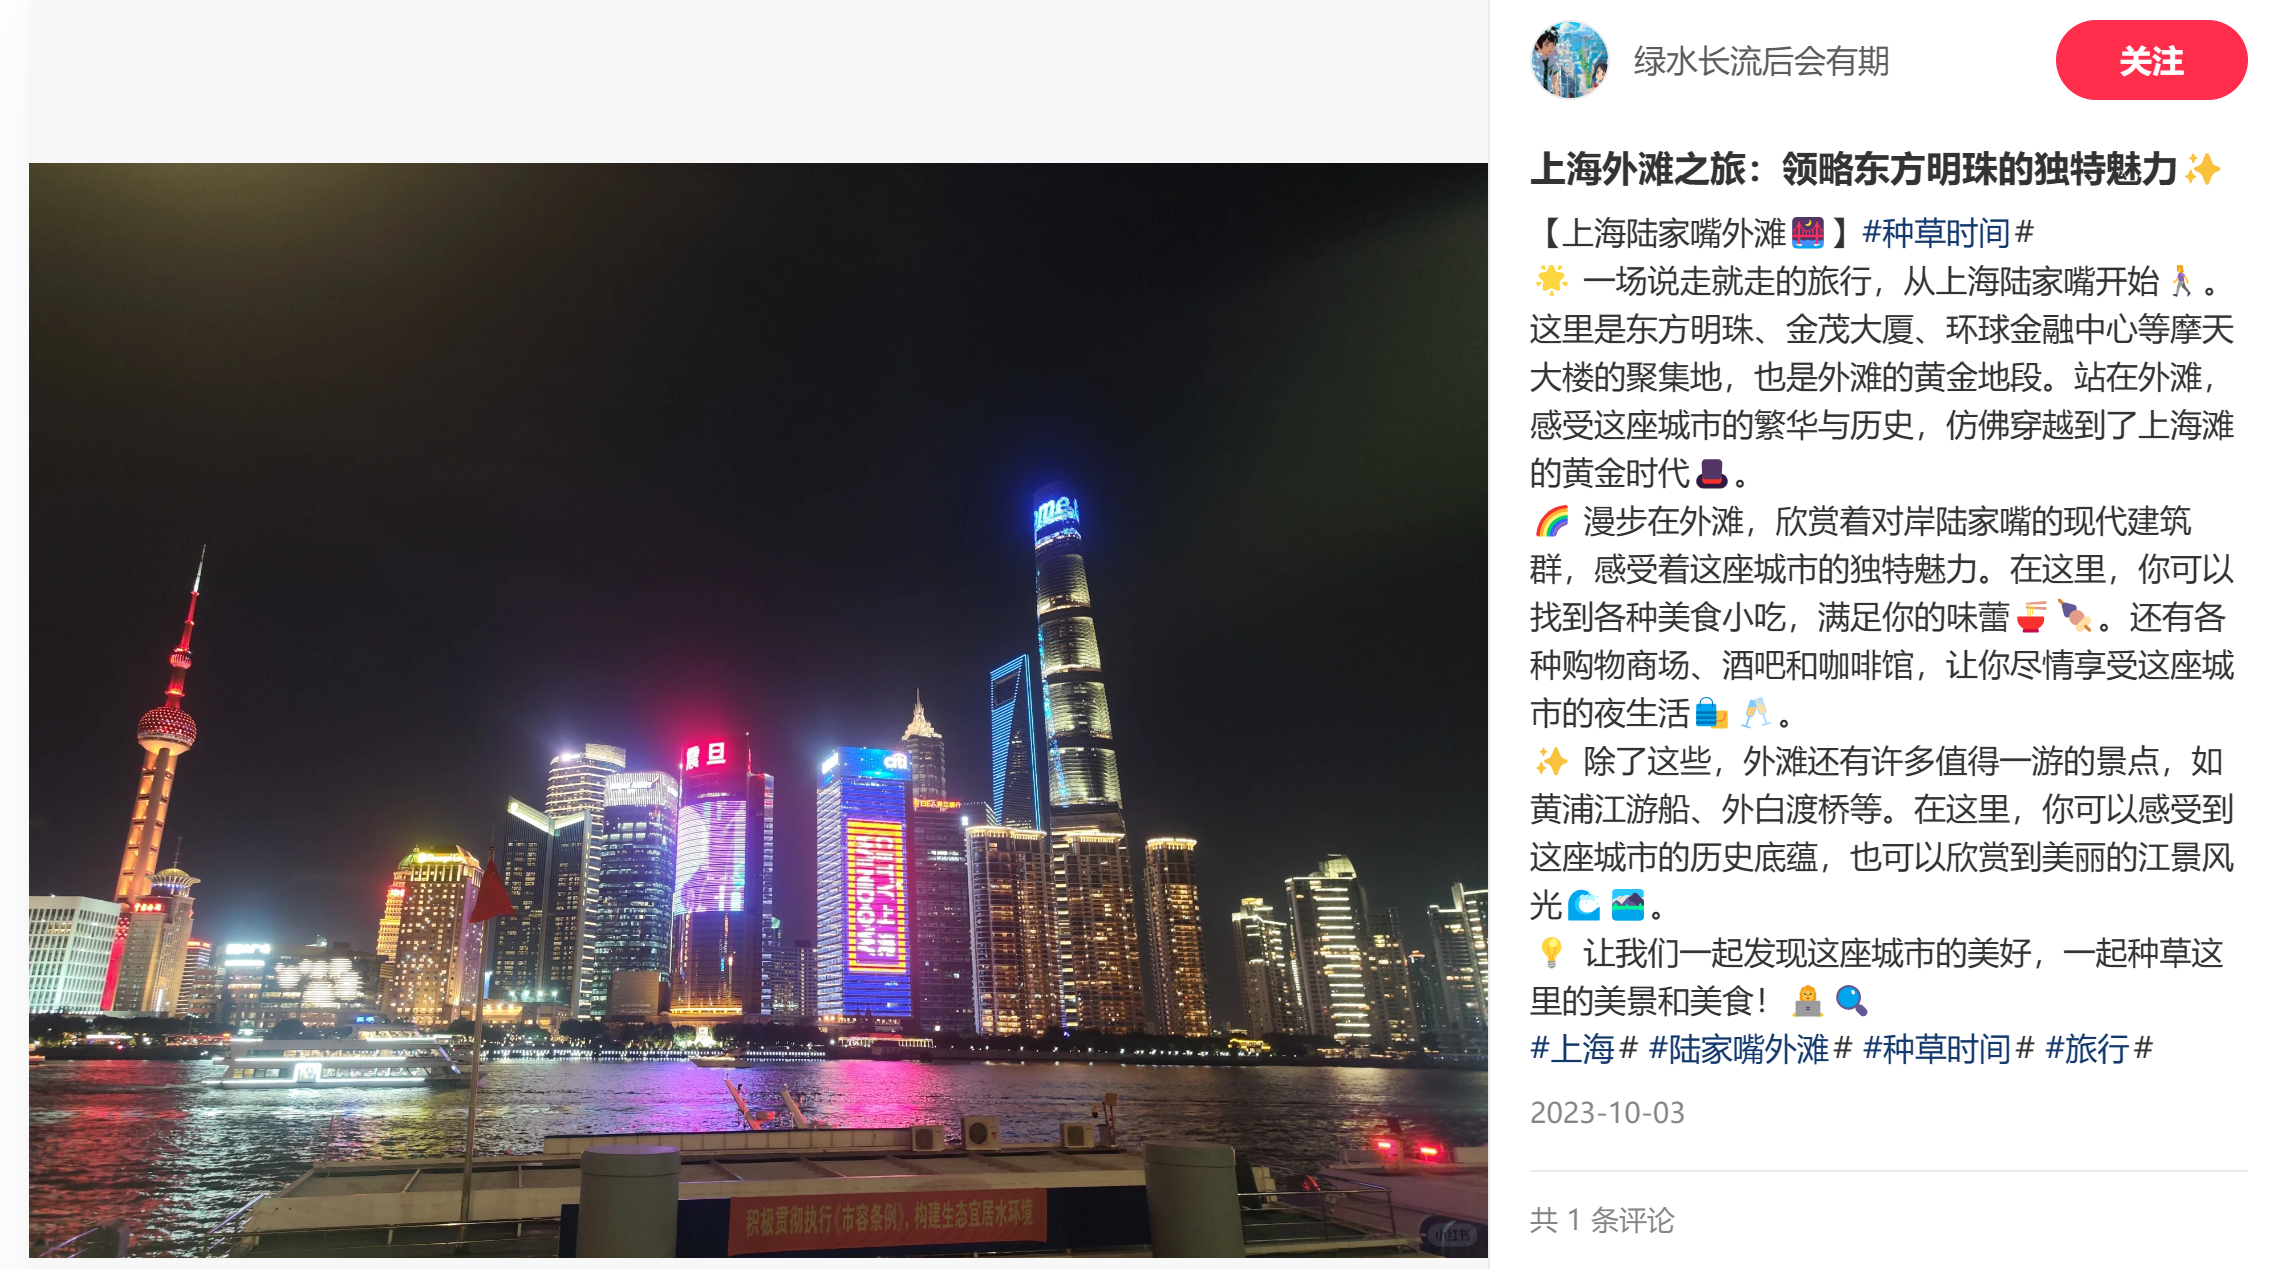 ome
震旦
citi
CITY上海
WINDOW
积极贯彻执行《市容条例》，构建生态宜居水环境
小红书
绿水长流后会有期
关注
上海外滩之旅：领略东方明珠的独特魅力✨
【上海陆家嘴外滩🌉】#种草时间#
🌟 一场说走就走的旅行，从上海陆家嘴开始🚶‍♀️。
这里是东方明珠、金茂大厦、环球金融中心等摩天
大楼的聚集地，也是外滩的黄金地段。站在外滩，
感受这座城市的繁华与历史，仿佛穿越到了上海滩
的黄金时代🎩。
🌈 漫步在外滩，欣赏着对岸陆家嘴的现代建筑
群，感受着这座城市的独特魅力。在这里，你可以
找到各种美食小吃，满足你的味蕾🍜🍢。还有各
种购物商场、酒吧和咖啡馆，让你尽情享受这座城
市的夜生活🛍️🥂。
✨ 除了这些，外滩还有许多值得一游的景点，如
黄浦江游船、外白渡桥等。在这里，你可以感受到
这座城市的历史底蕴，也可以欣赏到美丽的江景风
光🌊🏞️。
💡 让我们一起发现这座城市的美好，一起种草这
里的美景和美食！👩‍💻🔍
#上海# #陆家嘴外滩# #种草时间# #旅行#
2023-10-03
共 1 条评论